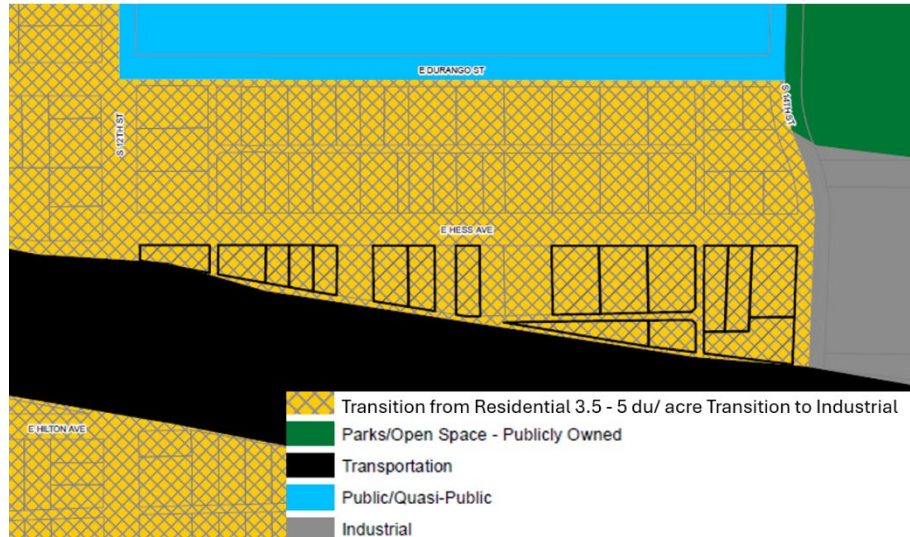 E DURANGO ST
S 12TH ST
S 14TH ST
E HESS AVE
E HILTON AVE
Transition from Residential 3.5 - 5 du/ acre Transition to Industrial
Parks/Open Space - Publicly Owned
Transportation
Public/Quasi-Public
Industrial